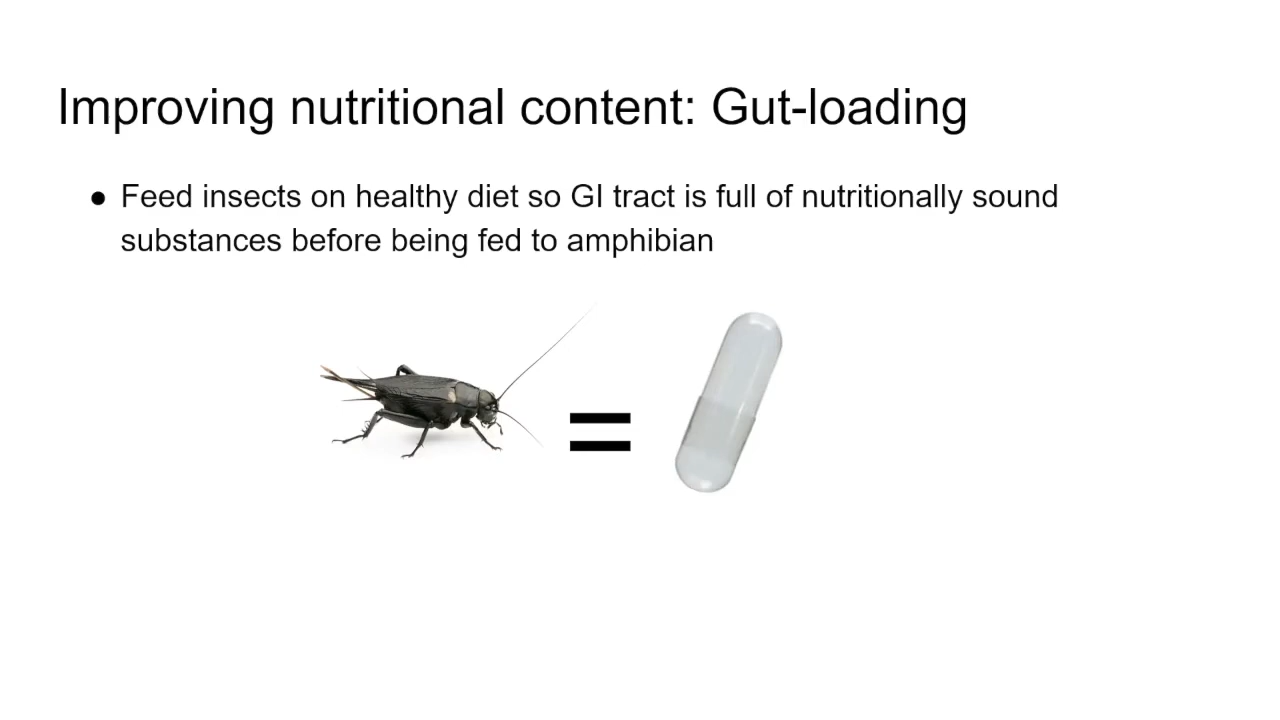 Improving nutritional content: Gut-loading
● Feed insects on healthy diet so GI tract is full of nutritionally sound
substances before being fed to amphibian